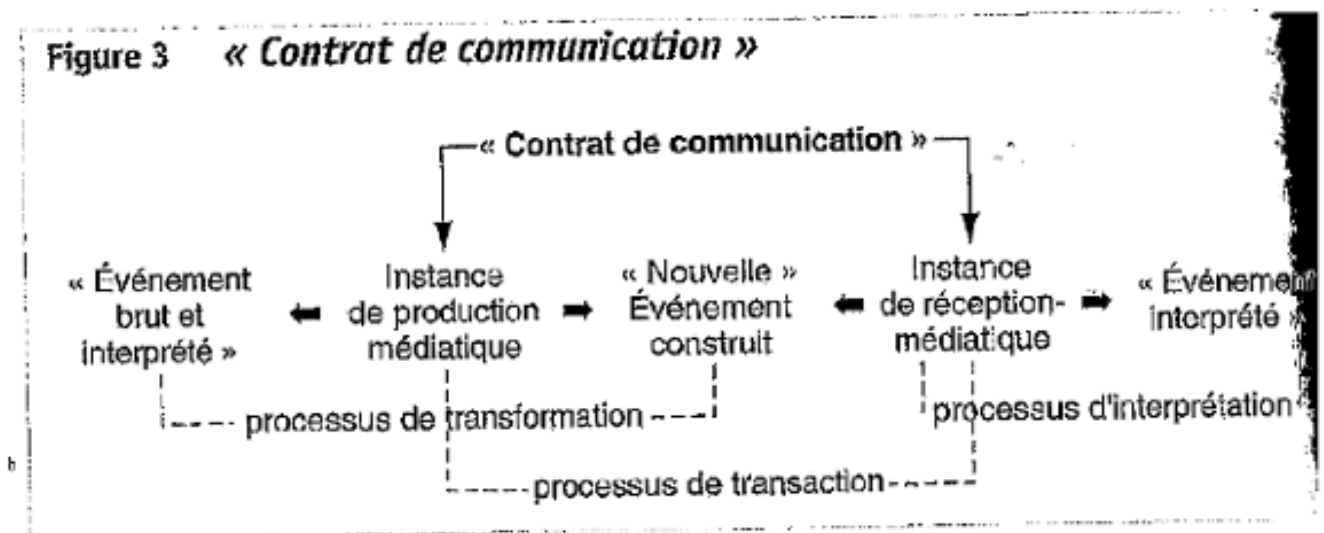 Figure 3 « Contrat de communication »
« Contrat de communication »
« Événement
brut et
interprété »
Instance
de production
médiatique
« Nouvelle »
Événement
construit
Instance
de réception-
médiatique
« Événement
interprété »
processus de transformation
processus d'interprétation
processus de transaction